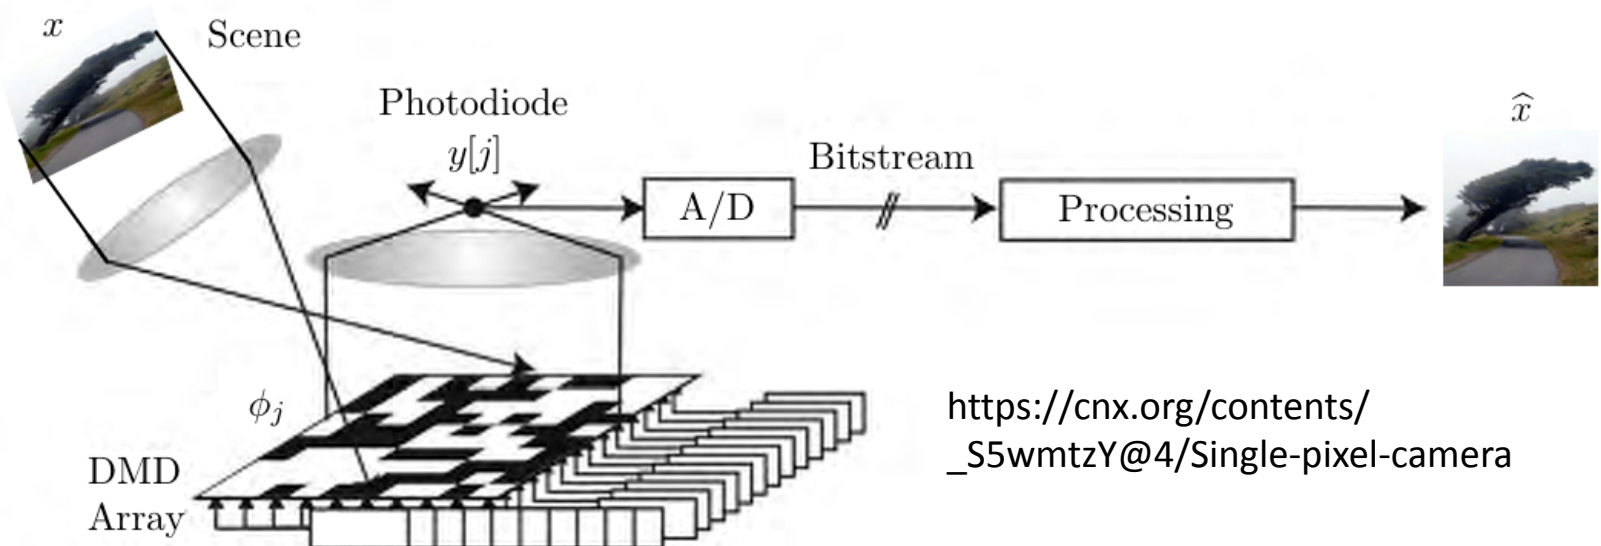 x
Scene
Photodiode
y[j]
A/D
Bitstream
Processing
x̂
ϕj
DMD
Array
https://cnx.org/contents/
_S5wmtzY@4/Single-pixel-camera